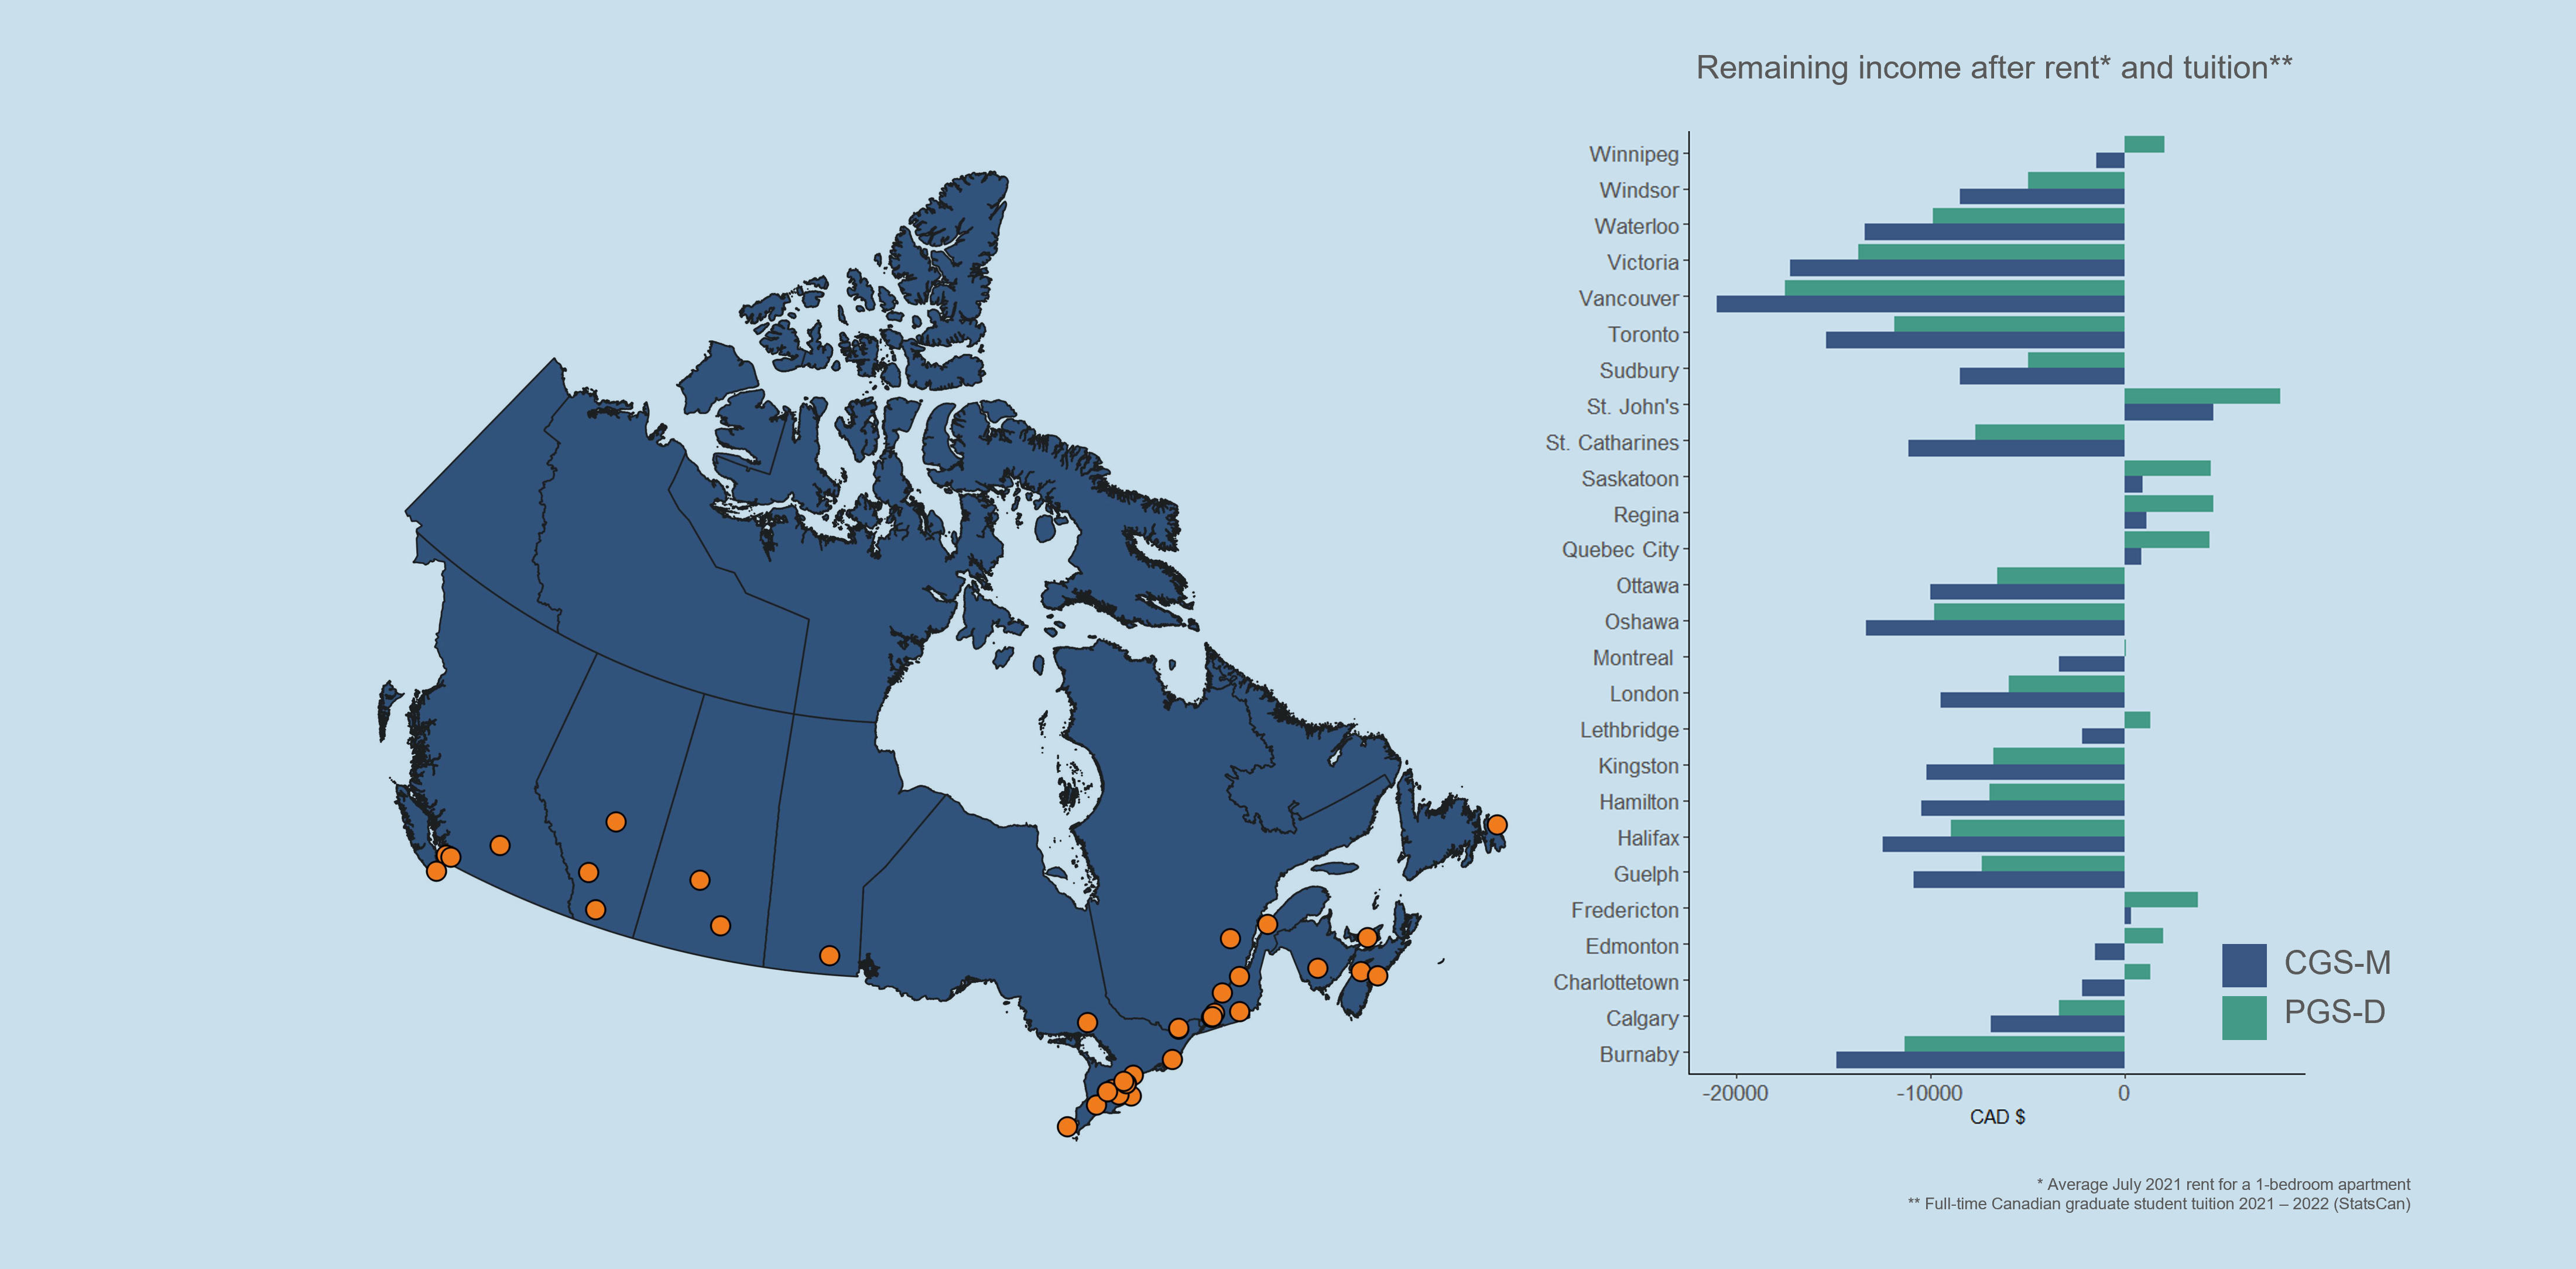 Remaining income after rent* and tuition**
Winnipeg
Windsor
Waterloo
Victoria
Vancouver
Toronto
Sudbury
St. John's
St. Catharines
Saskatoon
Regina
Quebec City
Ottawa
Oshawa
Montreal
London
Lethbridge
Kingston
Hamilton
Halifax
Guelph
Fredericton
Edmonton
Charlottetown
Calgary
Burnaby
CGS-M
PGS-D
-20000 -10000 0
CAD $
* Average July 2021 rent for a 1-bedroom apartment
** Full-time Canadian graduate student tuition 2021 – 2022 (StatsCan)